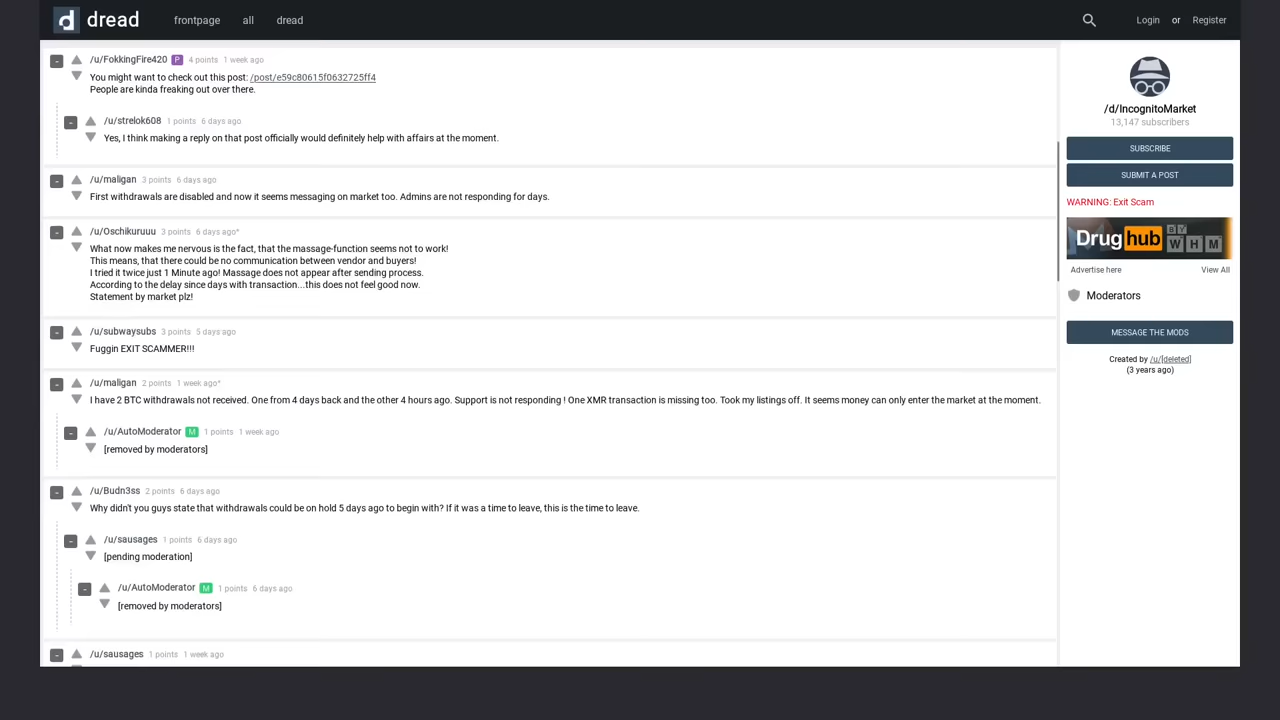 dread
frontpage all dread
Login or Register
/u/FokkingFire420 P 4 points 1 week ago
You might want to check out this post: /post/e59c80615f0632725ff4
People are kinda freaking out over there.
/u/strelok608 1 points 6 days ago
Yes, I think making a reply on that post officially would definitely help with affairs at the moment.
/u/maligan 3 points 6 days ago
First withdrawals are disabled and now it seems messaging on market too. Admins are not responding for days.
/u/Oschikuruuu 3 points 6 days ago*
What now makes me nervous is the fact, that the massage-function seems not to work!
This means, that there could be no communication between vendor and buyers!
I tried it twice just 1 Minute ago! Massage does not appear after sending process.
According to the delay since days with transaction...this does not feel good now.
Statement by market plz!
/u/subwaysubs 3 points 5 days ago
Fuggin EXIT SCAMMER!!!
/u/maligan 2 points 1 week ago*
I have 2 BTC withdrawals not received. One from 4 days back and the other 4 hours ago. Support is not responding ! One XMR transaction is missing too. Took my listings off. It seems money can only enter the market at the moment.
/u/AutoModerator M 1 points 1 week ago
[removed by moderators]
/u/Budn3ss 2 points 6 days ago
Why didn't you guys state that withdrawals could be on hold 5 days ago to begin with? If it was a time to leave, this is the time to leave.
/u/sausages 1 points 6 days ago
[pending moderation]
/u/AutoModerator M 1 points 6 days ago
[removed by moderators]
/u/sausages 1 points 1 week ago
/d/IncognitoMarket
13,147 subscribers
SUBSCRIBE
SUBMIT A POST
WARNING: Exit Scam
Drug hub BY WHM
Advertise here View All
Moderators
MESSAGE THE MODS
Created by /u/[deleted]
(3 years ago)